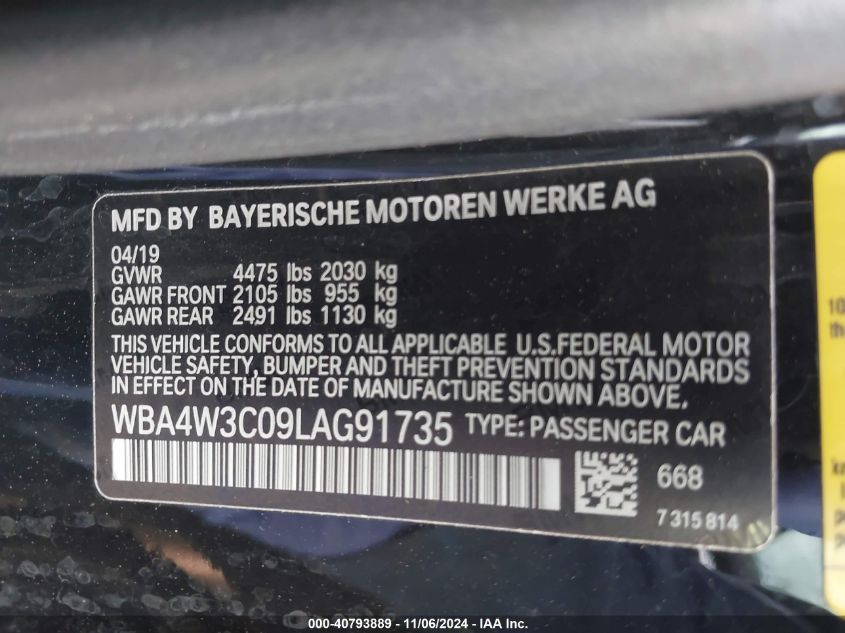 MFD BY BAYERISCHE MOTOREN WERKE AG
04/19
GVWR 4475 lbs 2030 kg
GAWR FRONT 2105 lbs 955 kg
GAWR REAR 2491 lbs 1130 kg
THIS VEHICLE CONFORMS TO ALL APPLICABLE U.S.FEDERAL MOTOR
VEHICLE SAFETY, BUMPER AND THEFT PREVENTION STANDARDS
IN EFFECT ON THE DATE OF MANUFACTURE SHOWN ABOVE.
WBA4W3C09LAG91735 TYPE: PASSENGER CAR
668
7 315 814
000-40793889 - 11/06/2024 - IAA Inc.